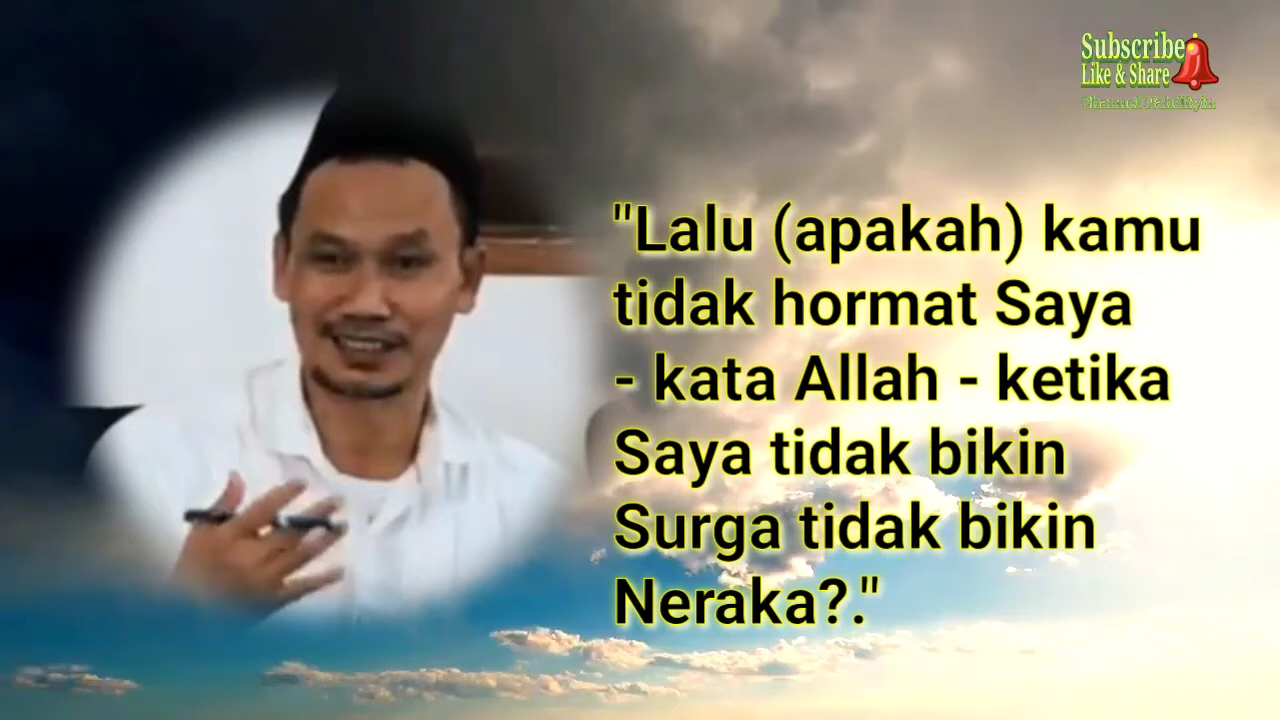 Subscribe
Like & Share
"Lalu (apakah) kamu
tidak hormat Saya
- kata Allah - ketika
Saya tidak bikin
Surga tidak bikin
Neraka?."